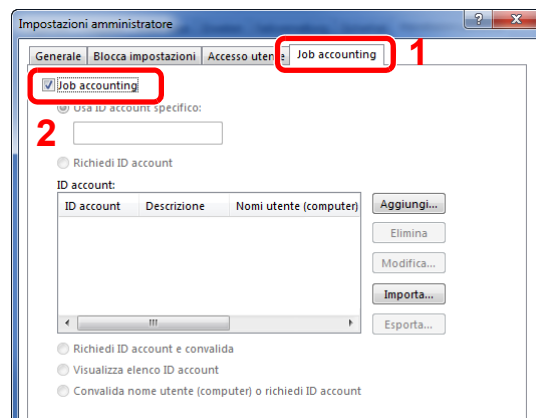 Impostazioni amministratore
?
X
Generale Blocca impostazioni Accesso utente Job accounting 1
Job accounting
Usa ID account specifico:
2
Richiedi ID account
ID account:
ID account Descrizione Nomi utente (computer)
Aggiungi...
Elimina
Modifica...
Importa...
Esporta...
Richiedi ID account e convalida
Visualizza elenco ID account
Convalida nome utente (computer) o richiedi ID account